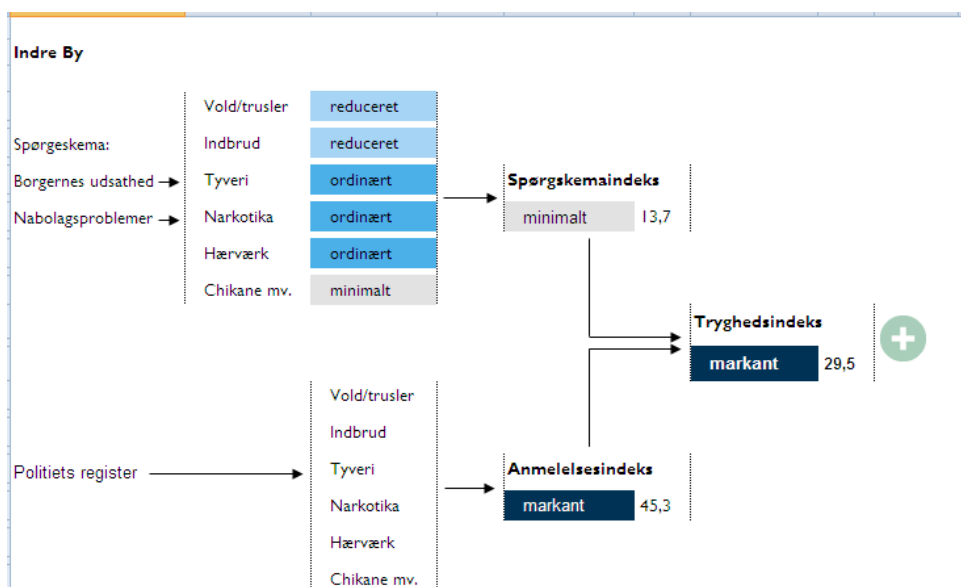 Indre By
Vold/trusler reduceret
Spørgeskema: Indbrud reduceret
Borgernes udsathed Tyveri ordinært Spørgskemaindeks
Nabolagsproblemer Narkotika ordinært minimalt 13,7
Hærværk ordinært
Chikane mv. minimalt
Tryghedsindeks
markant 29,5
Vold/trusler
Indbrud
Politiets register Tyveri Anmelelsesindeks
Narkotika markant 45,3
Hærværk
Chikane mv.